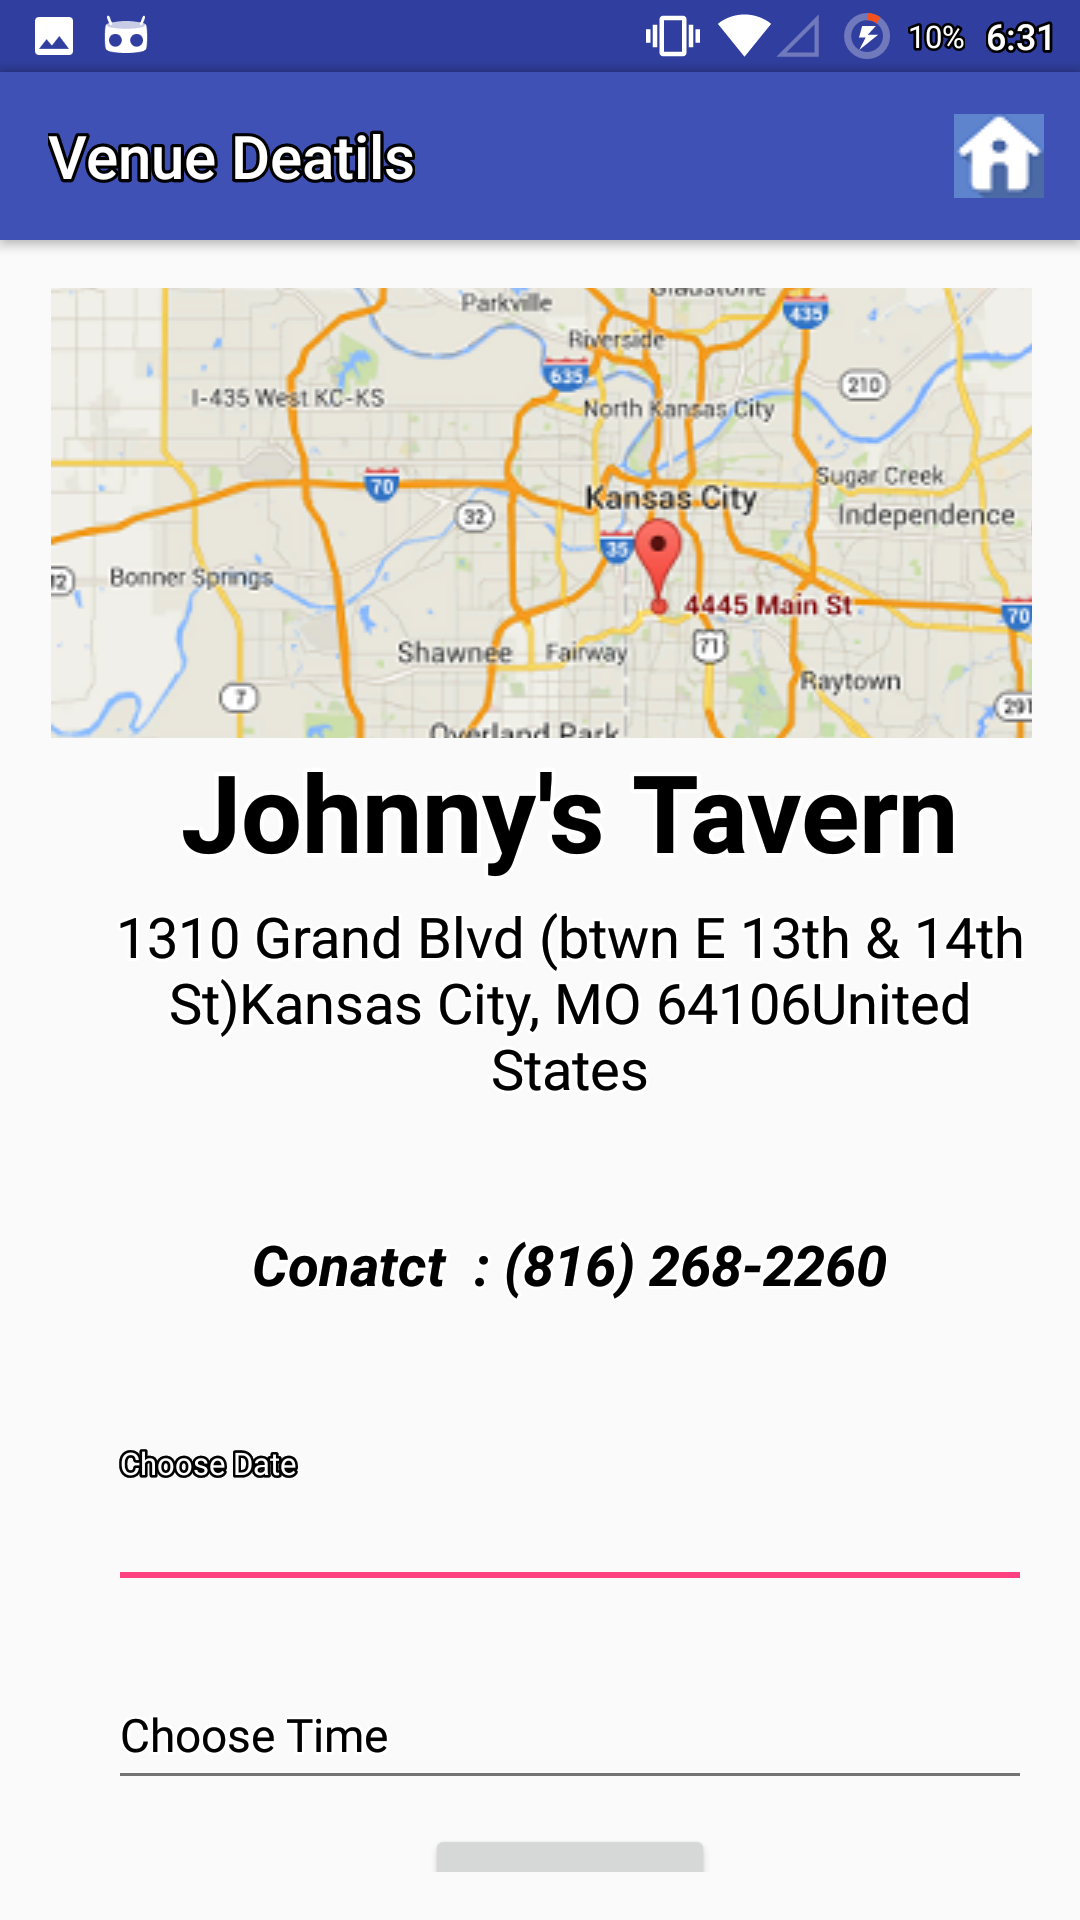 10% 6:31
Venue Deatils
Parkville
Gladstone
435
Riverside
635
210
I-435 West KC-KS
North Kansas City
Sugar Creek
70
Kansas City
32
Independence
35
Bonner Springs
4445 Main St
70
71
Shawnee
Fairway
Raytown
7
291
Overland Park
Johnny's Tavern
1310 Grand Blvd (btwn E 13th & 14th
St)Kansas City, MO 64106United
States
Conatct : (816) 268-2260
Choose Date
Choose Time